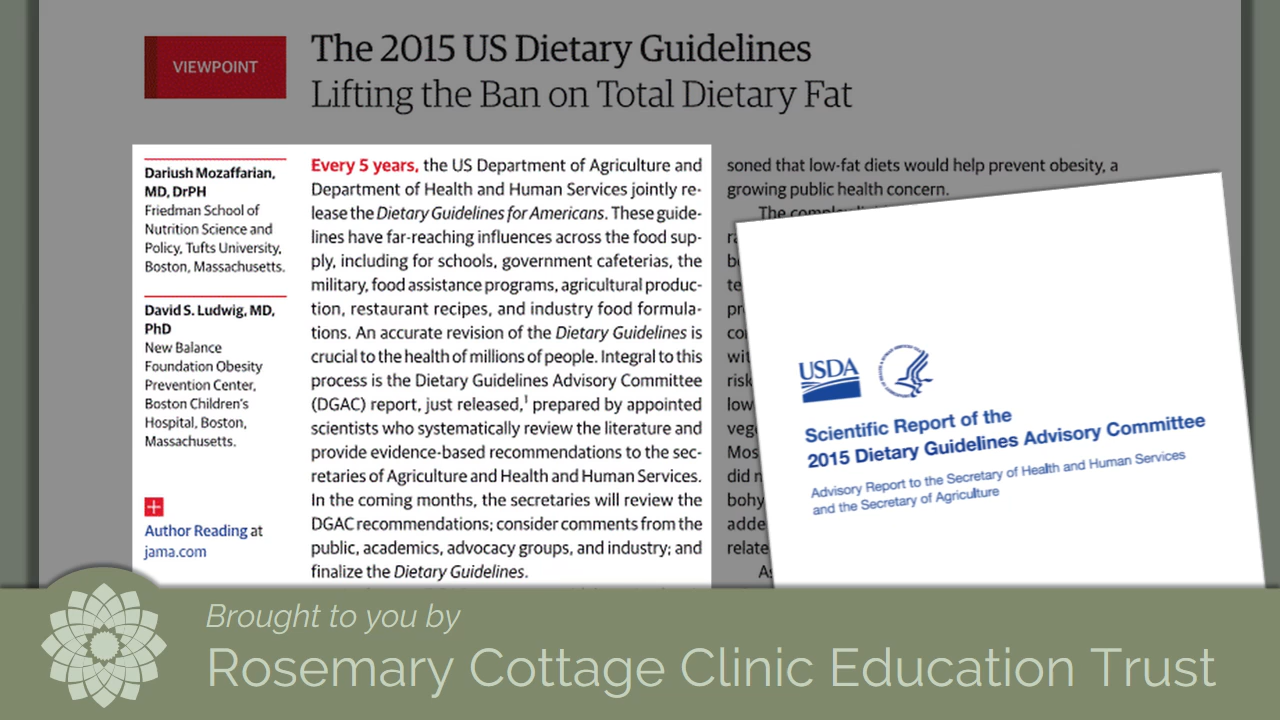 VIEWPOINT
The 2015 US Dietary Guidelines
Lifting the Ban on Total Dietary Fat
Dariush Mozaffarian,
MD, DrPH
Friedman School of
Nutrition Science and
Policy, Tufts University,
Boston, Massachusetts.
David S. Ludwig, MD,
PhD
New Balance
Foundation Obesity
Prevention Center,
Boston Children's
Hospital, Boston,
Massachusetts.
Author Reading at
jama.com
Every 5 years, the US Department of Agriculture and
Department of Health and Human Services jointly re-
lease the Dietary Guidelines for Americans. These guide-
lines have far-reaching influences across the food sup-
ply, including for schools, government cafeterias, the
military, food assistance programs, agricultural produc-
tion, restaurant recipes, and industry food formula-
tions. An accurate revision of the Dietary Guidelines is
crucial to the health of millions of people. Integral to this
process is the Dietary Guidelines Advisory Committee
(DGAC) report, just released,1 prepared by appointed
scientists who systematically review the literature and
provide evidence-based recommendations to the sec-
retaries of Agriculture and Health and Human Services.
In the coming months, the secretaries will review the
DGAC recommendations; consider comments from the
public, academics, advocacy groups, and industry; and
finalize the Dietary Guidelines.
soned that low-fat diets would help prevent obesity, a
growing public health concern.
The
wit
risk
low
veg
Mos
did
bohy
adde
relate
USDA
Scientific Report of the
2015 Dietary Guidelines Advisory Committee
Advisory Report to the Secretary of Health and Human Services
and the Secretary of Agriculture
Brought to you by
Rosemary Cottage Clinic Education Trust